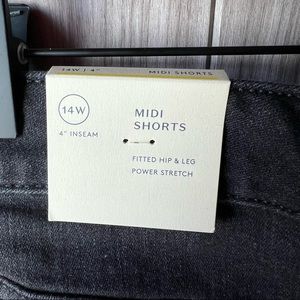 14W | 4" MIDI SHORTS
14W
4" INSEAM
MIDI
SHORTS
FITTED HIP & LEG
POWER STRETCH